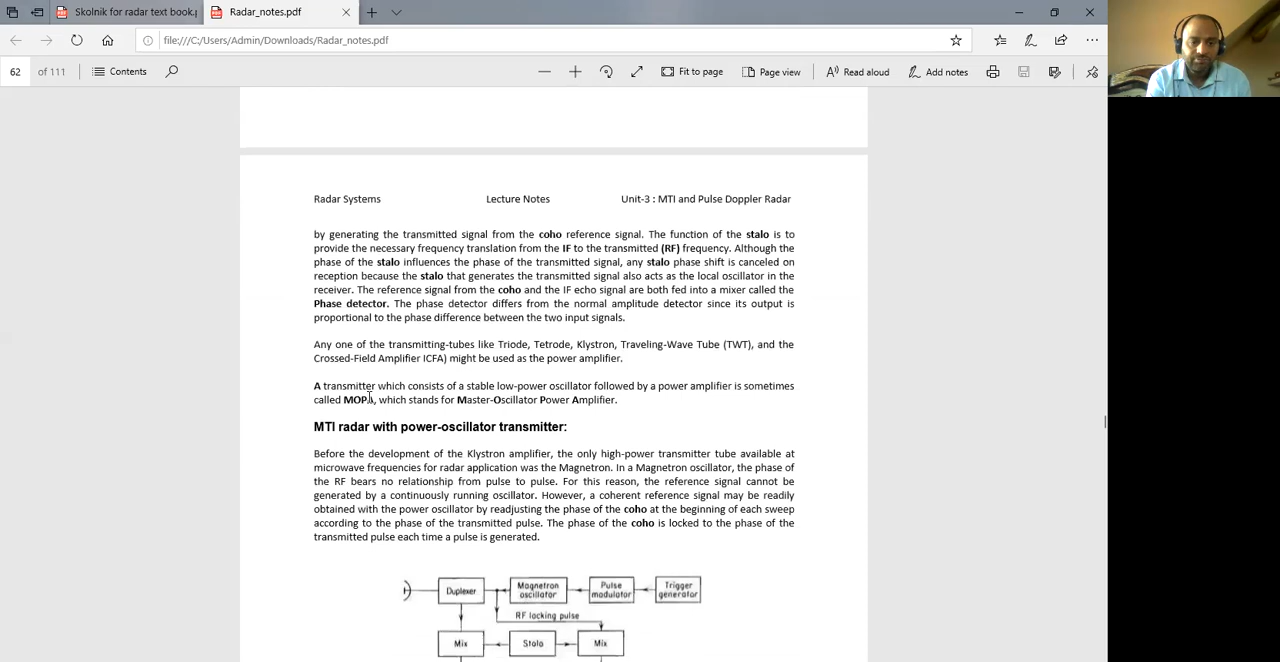 Skolnik for radar text book.p
Radar_notes.pdf
file:///C:/Users/Admin/Downloads/Radar_notes.pdf
62 of 111 Contents Fit to page Page view Read aloud Add notes
Radar Systems Lecture Notes Unit-3 : MTI and Pulse Doppler Radar
by generating the transmitted signal from the coho reference signal. The function of the stalo is to
provide the necessary frequency translation from the IF to the transmitted (RF) frequency. Although the
phase of the stalo influences the phase of the transmitted signal, any stalo phase shift is canceled on
reception because the stalo that generates the transmitted signal also acts as the local oscillator in the
receiver. The reference signal from the coho and the IF echo signal are both fed into a mixer called the
Phase detector. The phase detector differs from the normal amplitude detector since its output is
proportional to the phase difference between the two input signals.
Any one of the transmitting-tubes like Triode, Tetrode, Klystron, Traveling-Wave Tube (TWT), and the
Crossed-Field Amplifier ICFA) might be used as the power amplifier.
A transmitter which consists of a stable low-power oscillator followed by a power amplifier is sometimes
called MOPA, which stands for Master-Oscillator Power Amplifier.
MTI radar with power-oscillator transmitter:
Before the development of the Klystron amplifier, the only high-power transmitter tube available at
microwave frequencies for radar application was the Magnetron. In a Magnetron oscillator, the phase of
the RF bears no relationship from pulse to pulse. For this reason, the reference signal cannot be
generated by a continuously running oscillator. However, a coherent reference signal may be readily
obtained with the power oscillator by readjusting the phase of the coho at the beginning of each sweep
according to the phase of the transmitted pulse. The phase of the coho is locked to the phase of the
transmitted pulse each time a pulse is generated.
Duplexer
Magnetron
oscillator
Pulse
modulator
Trigger
generator
RF locking pulse
Mix
Stalo
Mix